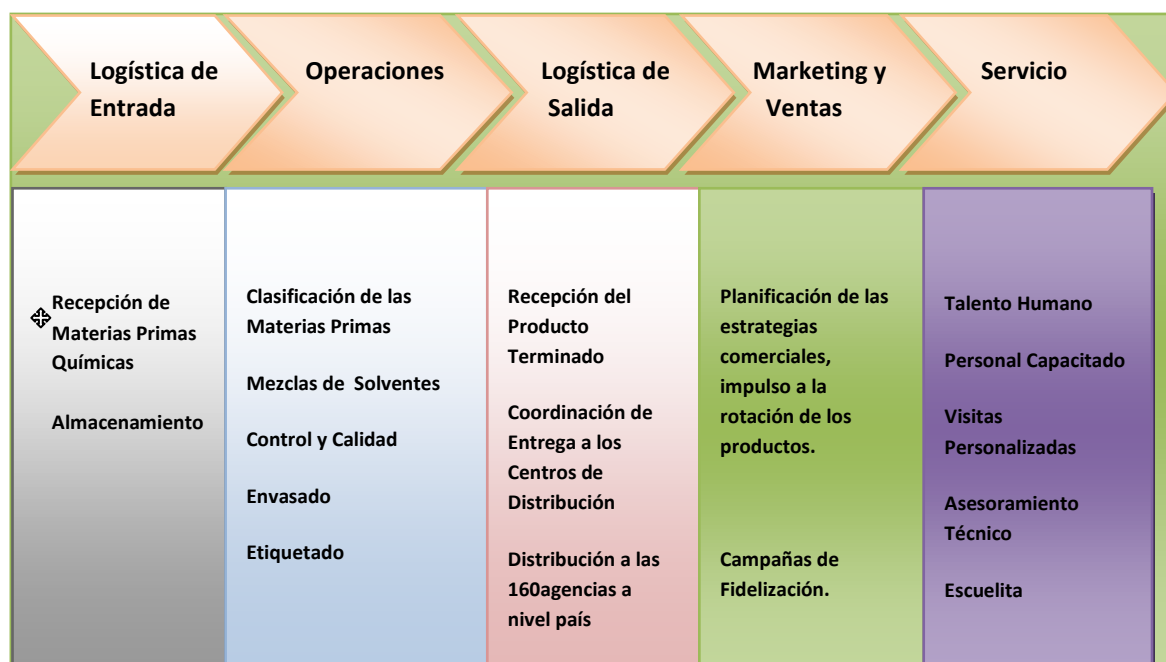 Logística de
Entrada
Operaciones
Logística de
Salida
Marketing y
Ventas
Servicio
Recepción de
Materias Primas
Químicas
Almacenamiento
Clasificación de las
Materias Primas
Mezclas de Solventes
Control y Calidad
Envasado
Etiquetado
Recepción del
Producto
Terminado
Coordinación de
Entrega a los
Centros de
Distribución
Distribución a las
160agencias a
nivel país
Planificación de las
estrategias
comerciales,
impulso a la
rotación de los
productos.
Campañas de
Fidelización.
Talento Humano
Personal Capacitado
Visitas
Personalizadas
Asesoramiento
Técnico
Escuelita